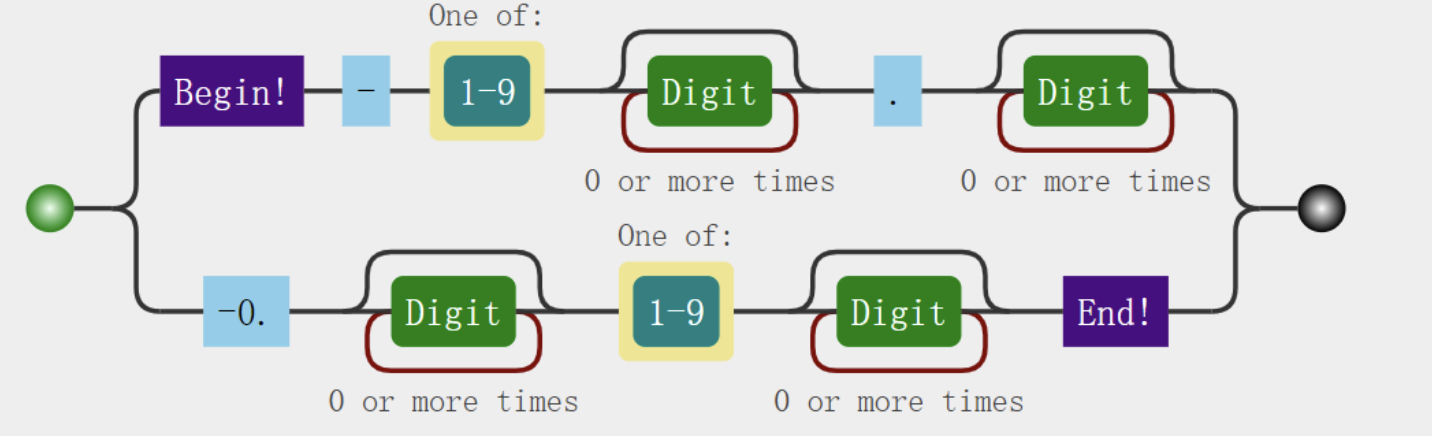 One of:
Begin! - 1-9 Digit . Digit
0 or more times 0 or more times
One of:
-0. Digit 1-9 Digit End!
0 or more times 0 or more times